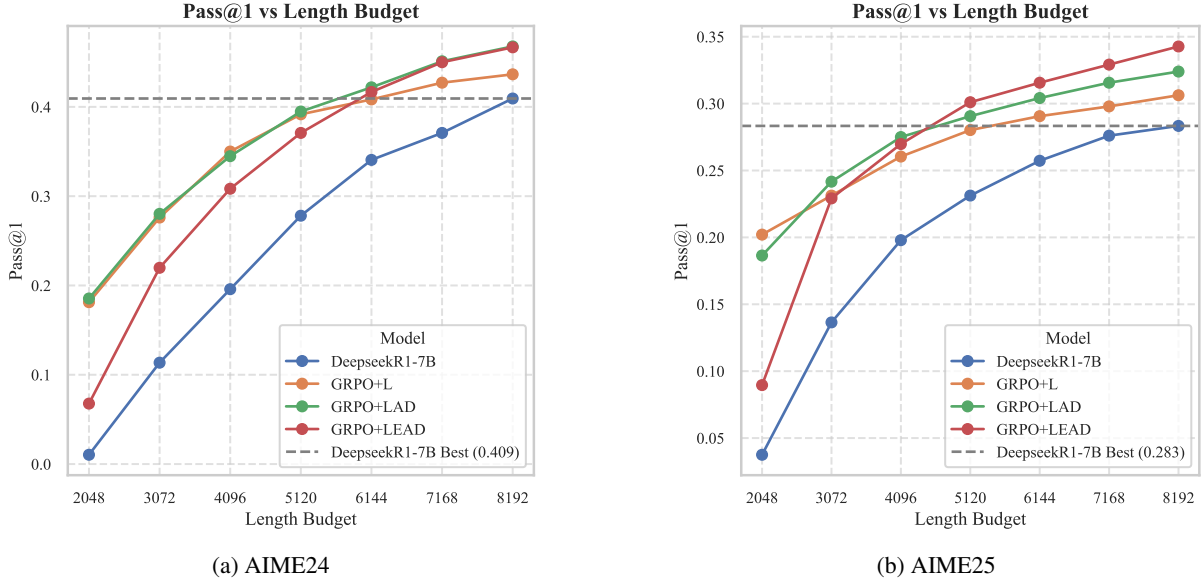 Pass@1 vs Length Budget
Pass@1
0.4
0.3
0.2
0.1
0.0
2048 3072 4096 5120 6144 7168 8192
Length Budget
Model
DeepseekR1-7B
GRPO+L
GRPO+LAD
GRPO+LEAD
DeepseekR1-7B Best (0.409)
(a) AIME24
Pass@1 vs Length Budget
Pass@1
0.35
0.30
0.25
0.20
0.15
0.10
0.05
2048 3072 4096 5120 6144 7168 8192
Length Budget
Model
DeepseekR1-7B
GRPO+L
GRPO+LAD
GRPO+LEAD
DeepseekR1-7B Best (0.283)
(b) AIME25